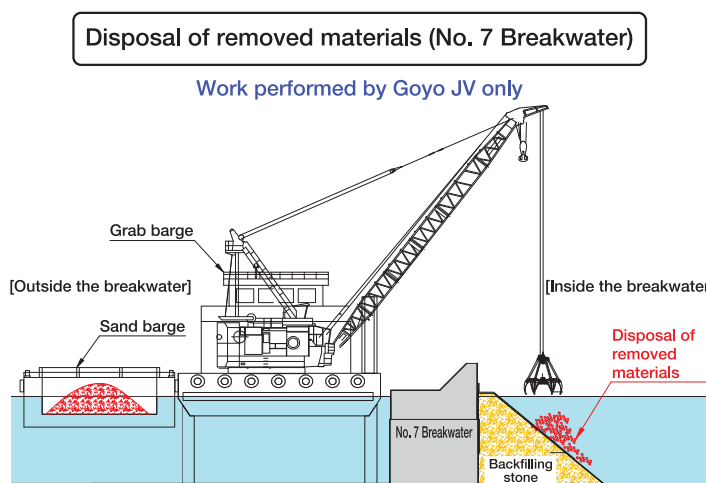 Disposal of removed materials (No. 7 Breakwater)
Work performed by Goyo JV only
Grab barge
[Outside the breakwater]
[Inside the breakwater
Sand barge
Disposal of
removed
materials
No. 7 Breakwater
Backfilling
stone